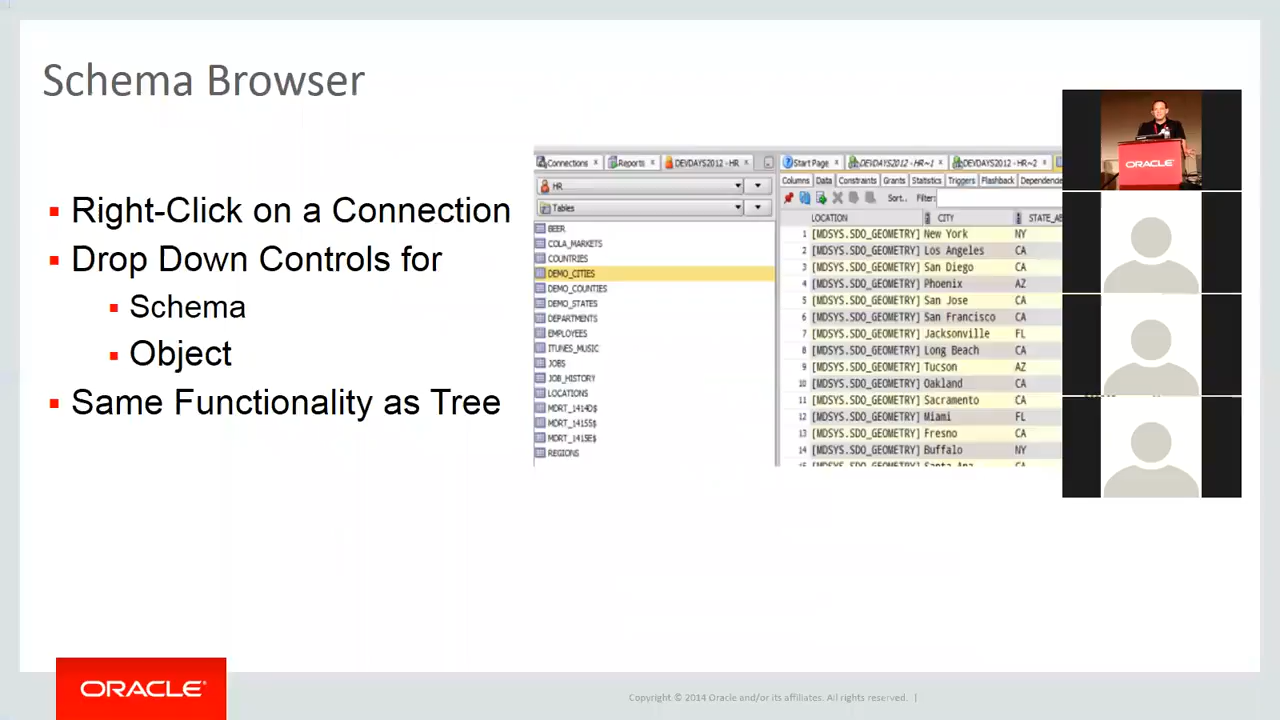 Schema Browser
Right-Click on a Connection
Drop Down Controls for
Schema
Object
Same Functionality as Tree
Connections Reports DEVDAYS2012 - HR
HR
Tables
BEER
COLA_MARKETS
COUNTRIES
DEMO_CITIES
DEMO_COUNTIES
DEMO_STATES
DEPARTMENTS
EMPLOYEES
ITUNES_MUSIC
JOBS
JOB_HISTORY
LOCATIONS
MDRT_1414D$
MDRT_14155$
MDRT_1415E$
REGIONS
Start Page DEVDAYS2012 - HR~1 DEVDAYS2012 - HR~2
Columns Data Constraints Grants Statistics Triggers Flashback Dependencie
Sort.. Filter:
LOCATION CITY STATE_AB
1 [MDSYS.SDO_GEOMETRY] New York NY
2 [MDSYS.SDO_GEOMETRY] Los Angeles CA
3 [MDSYS.SDO_GEOMETRY] San Diego CA
4 [MDSYS.SDO_GEOMETRY] Phoenix AZ
5 [MDSYS.SDO_GEOMETRY] San Jose CA
6 [MDSYS.SDO_GEOMETRY] San Francisco CA
7 [MDSYS.SDO_GEOMETRY] Jacksonville FL
8 [MDSYS.SDO_GEOMETRY] Long Beach CA
9 [MDSYS.SDO_GEOMETRY] Tucson AZ
10 [MDSYS.SDO_GEOMETRY] Oakland CA
11 [MDSYS.SDO_GEOMETRY] Sacramento CA
12 [MDSYS.SDO_GEOMETRY] Miami FL
13 [MDSYS.SDO_GEOMETRY] Fresno CA
14 [MDSYS.SDO_GEOMETRY] Buffalo NY
ORACLE
ORACLE
Copyright © 2014 Oracle and/or its affiliates. All rights reserved. |